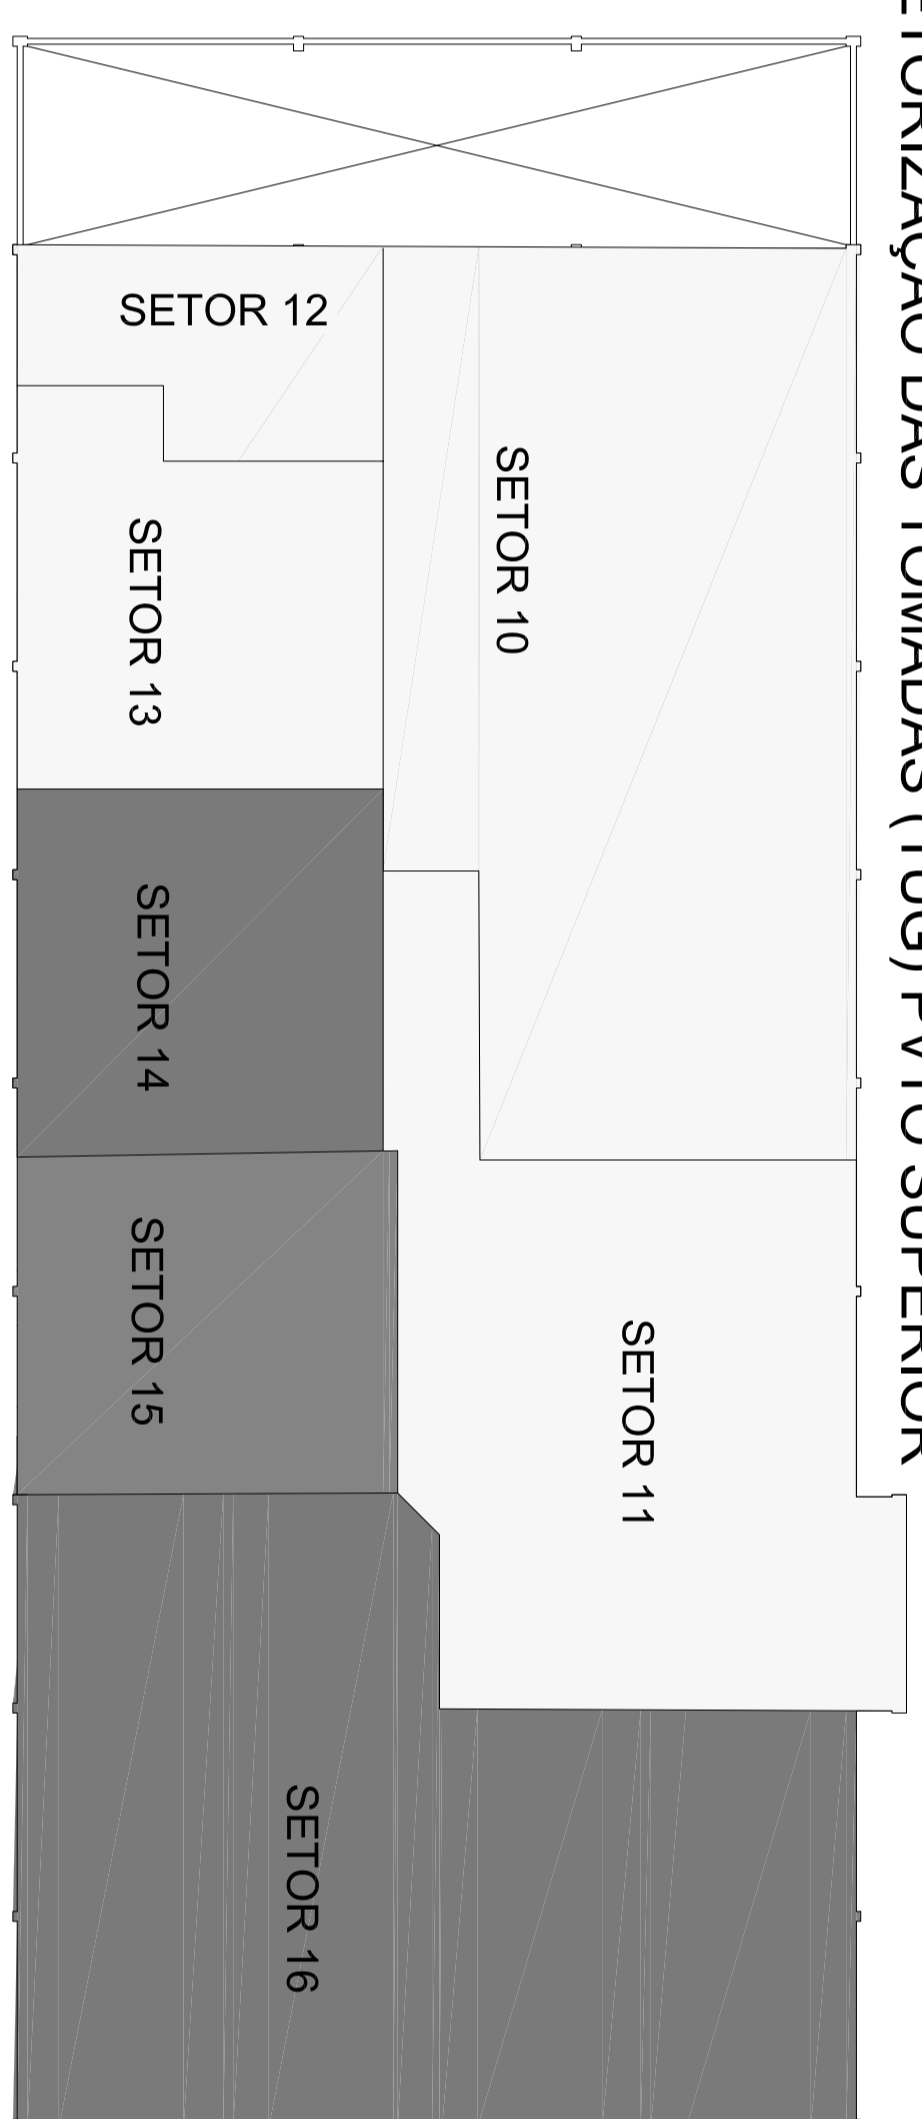 SETORIZAÇÃO DAS TOMADAS (TUG) PVTO SUPERIOR
SETOR 12
SETOR 10
SETOR 13
SETOR 14
SETOR 15
SETOR 11
SETOR 16